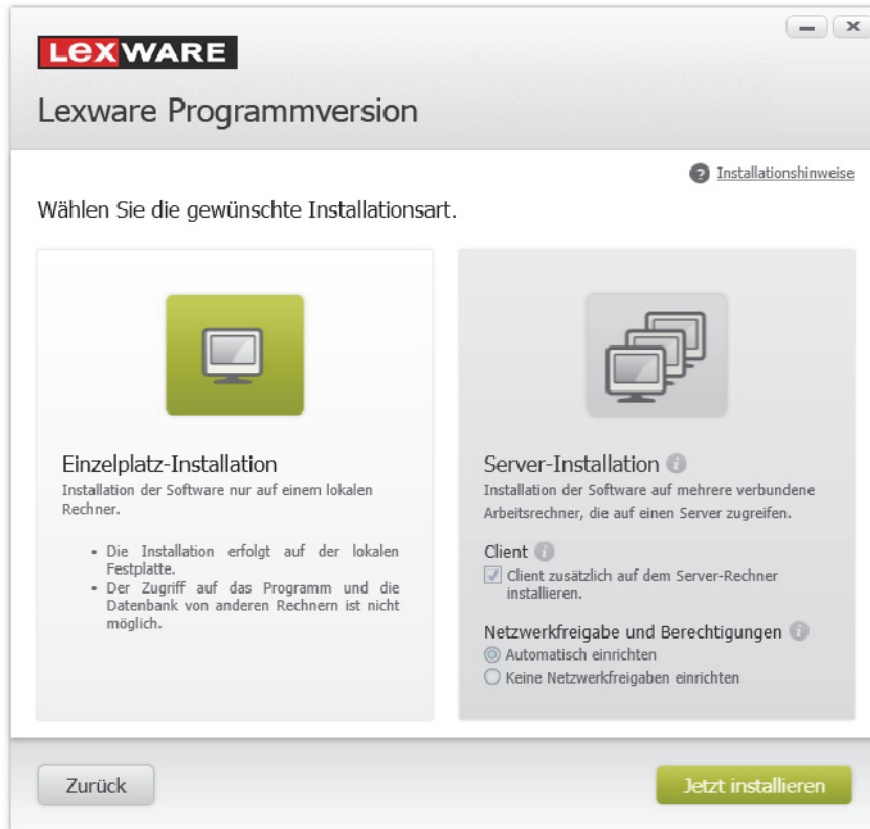 LEXWARE
Lexware Programmversion
Installationshinweise
Wählen Sie die gewünschte Installationsart.
Einzelplatz-Installation
Installation der Software nur auf einem lokalen
Rechner.
• Die Installation erfolgt auf der lokalen
Festplatte.
• Der Zugriff auf das Programm und die
Datenbank von anderen Rechnern ist nicht
möglich.
Server-Installation
Installation der Software auf mehrere verbundene
Arbeitsrechner, die auf einen Server zugreifen.
Client
Client zusätzlich auf dem Server-Rechner
installieren.
Netzwerkfreigabe und Berechtigungen
Automatisch einrichten
Keine Netzwerkfreigaben einrichten
Zurück
Jetzt installieren